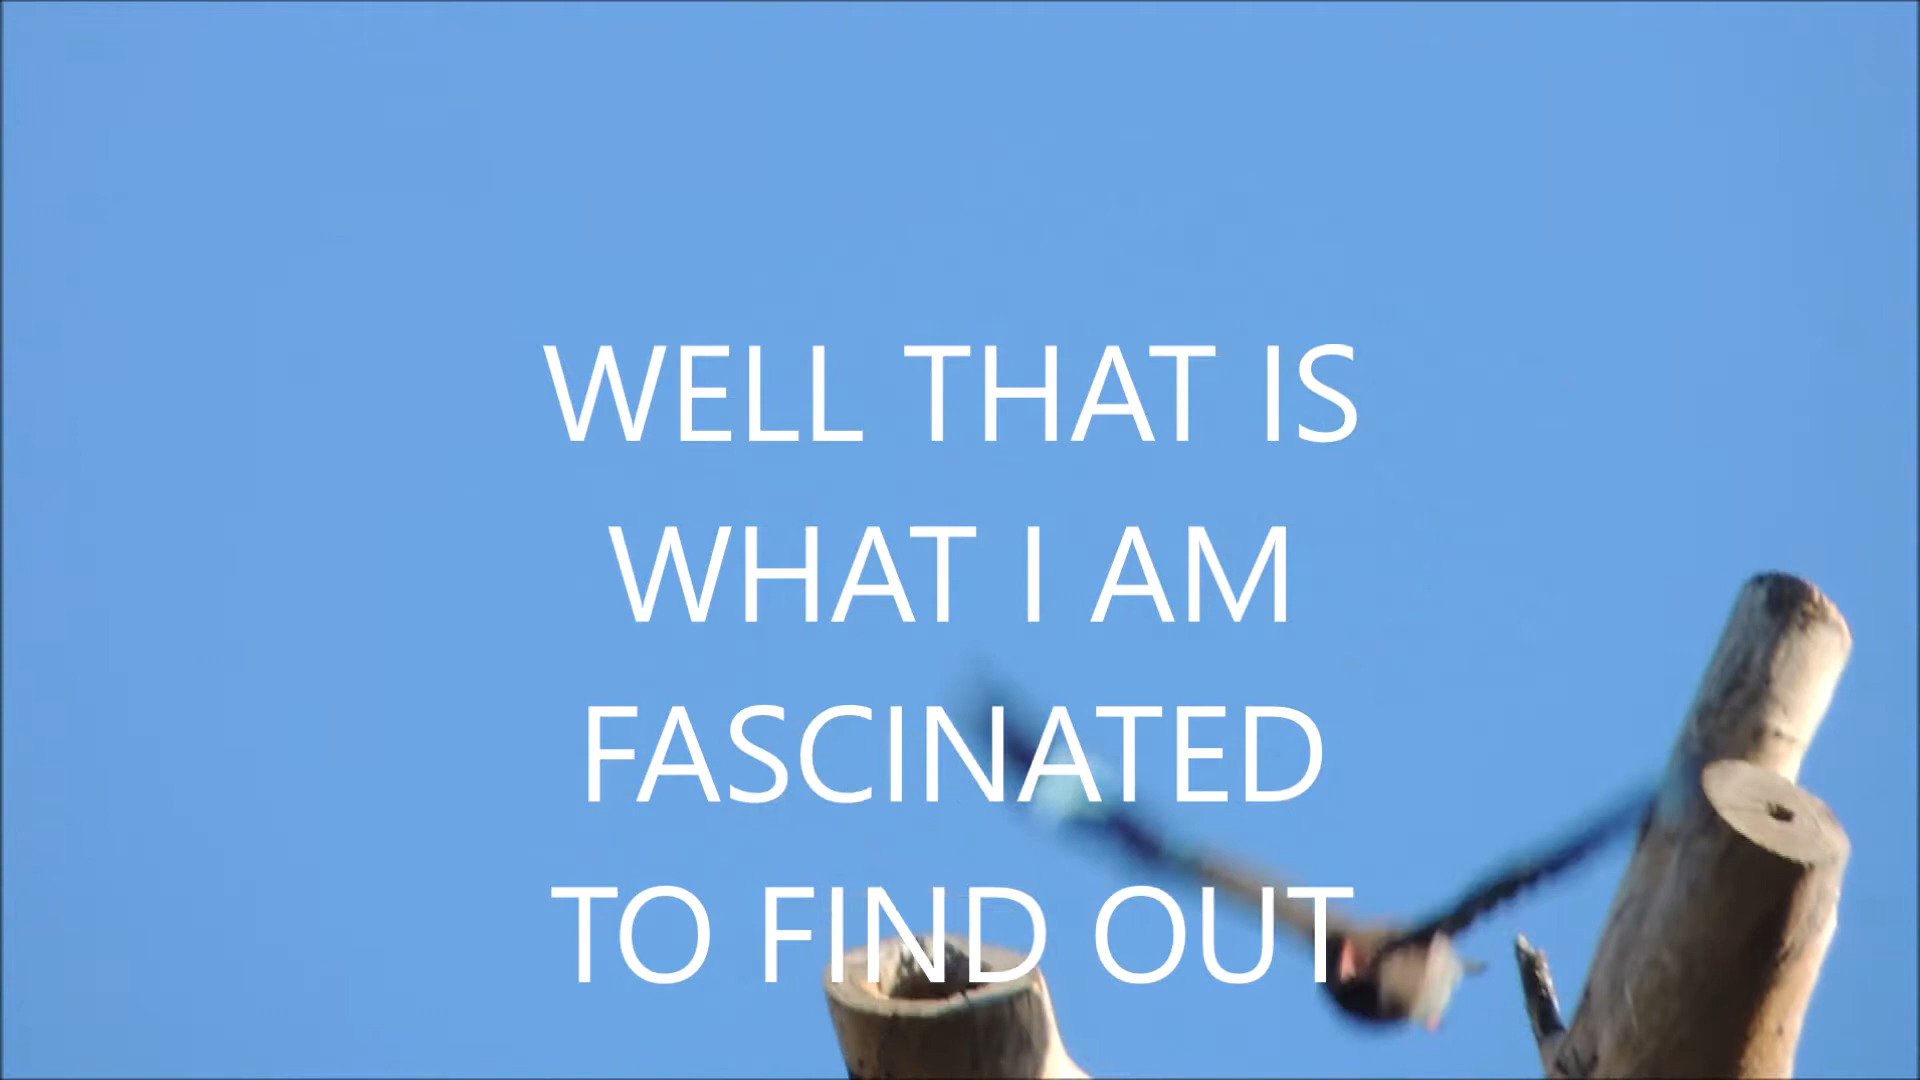 WELL THAT IS
WHAT I AM
FASCINATED
TO FIND OUT